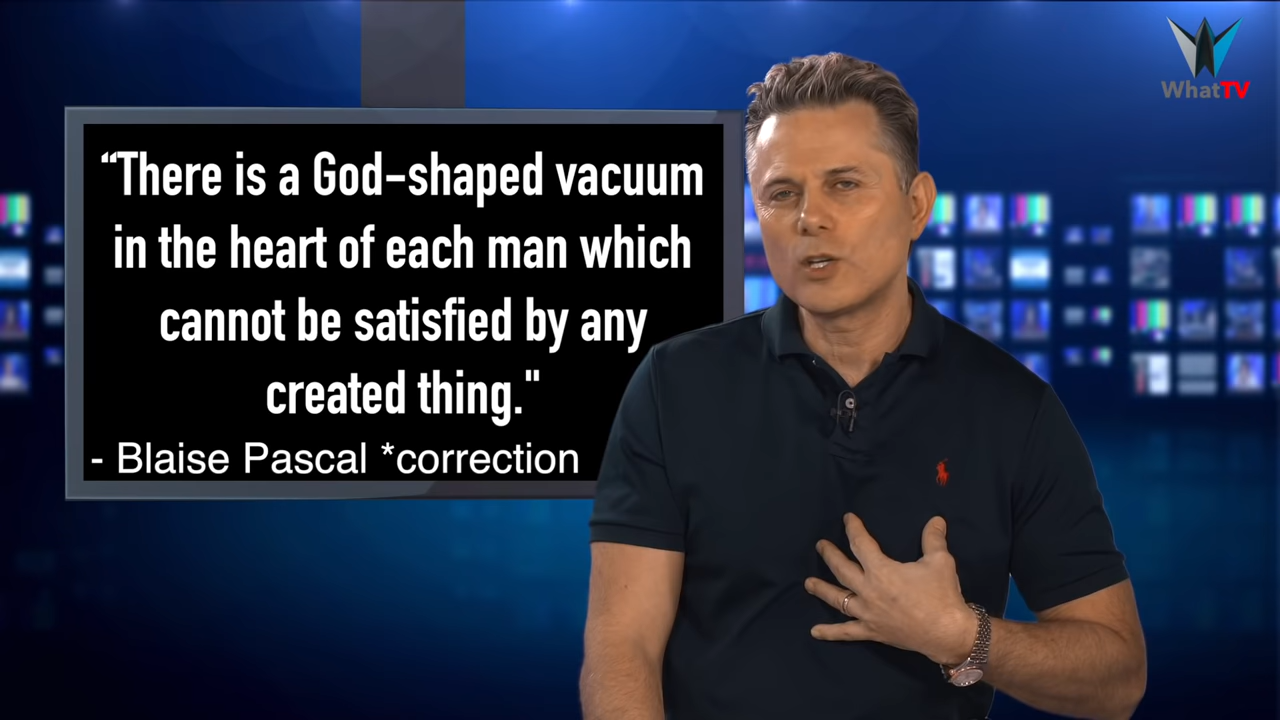 “There is a God-shaped vacuum
in the heart of each man which
cannot be satisfied by any
created thing."
- Blaise Pascal *correction
WhatTV